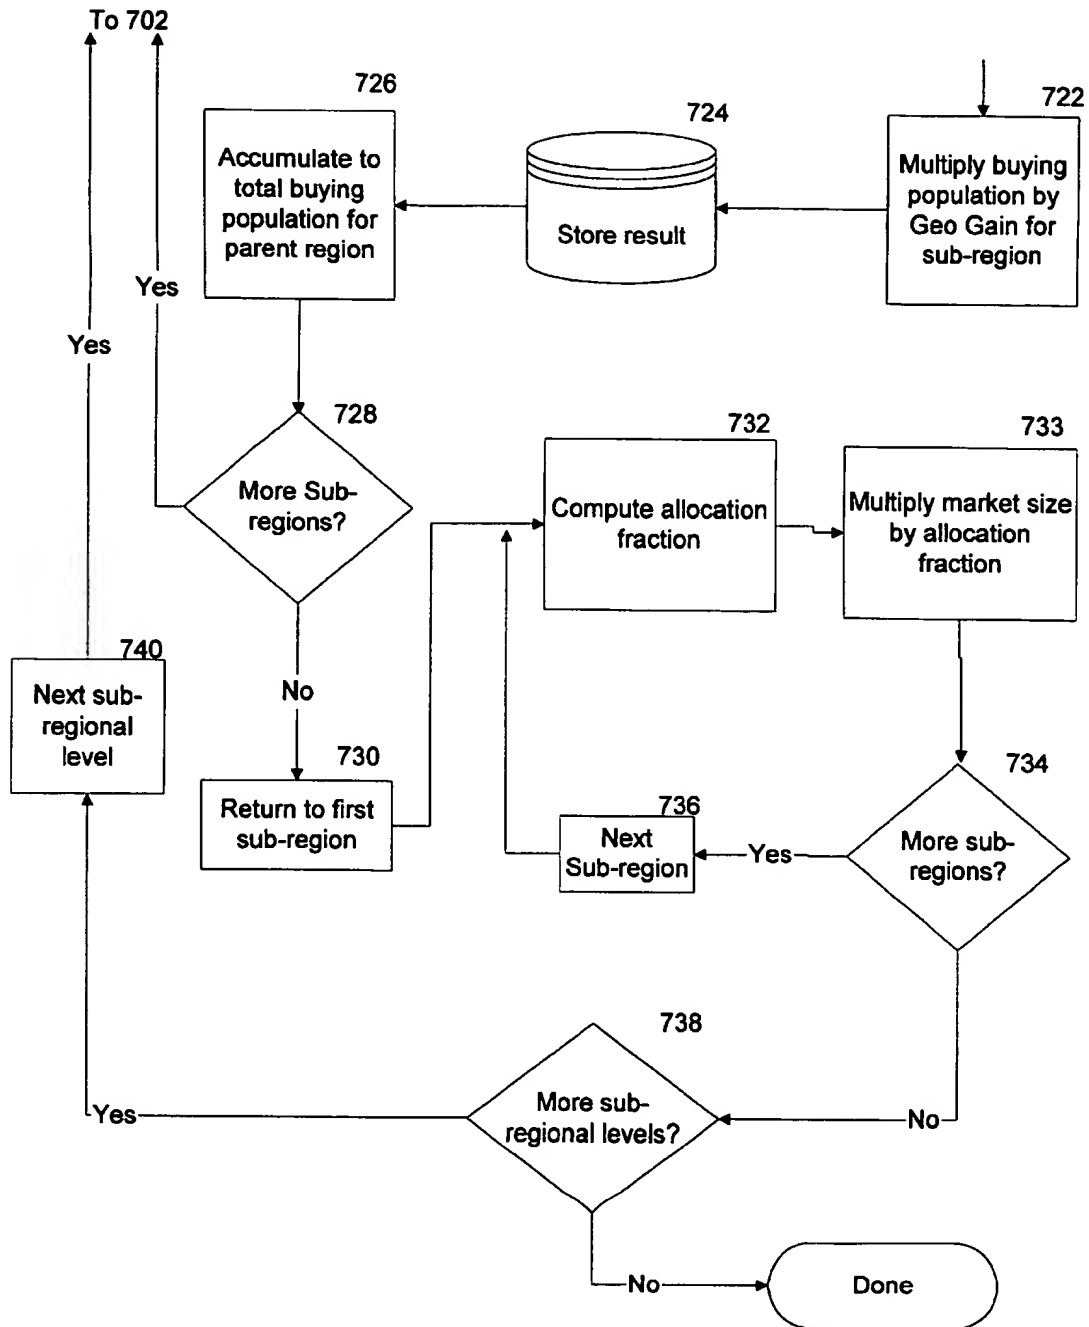 To 702
726
Accumulate to
total buying
population for
parent region
724
Store result
722
Multiply buying
population by
Geo Gain for
sub-region
Yes
Yes
728
More Sub-
regions?
732
Compute allocation
fraction
733
Multiply market size
by allocation
fraction
740
Next sub-
regional
level
No
730
Return to first
sub-region
736
Next
Sub-region
Yes
734
More sub-
regions?
738
More sub-
regional levels?
Yes
No
No
Done